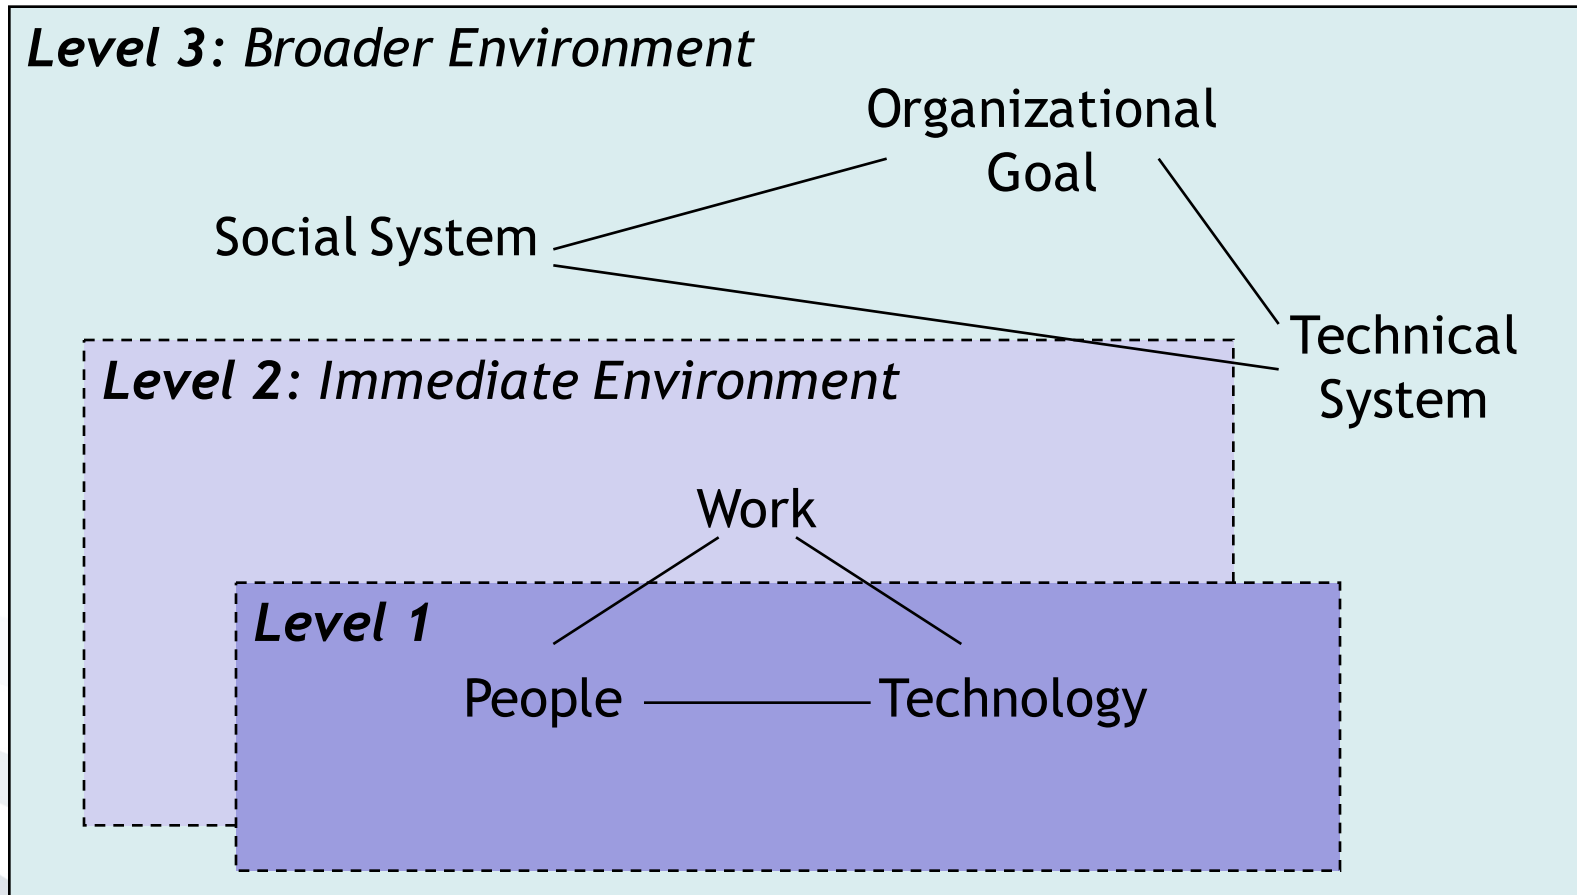 Level 3: Broader Environment
Organizational
Goal
Social System
Technical
System
Level 2: Immediate Environment
Work
Level 1
People
Technology